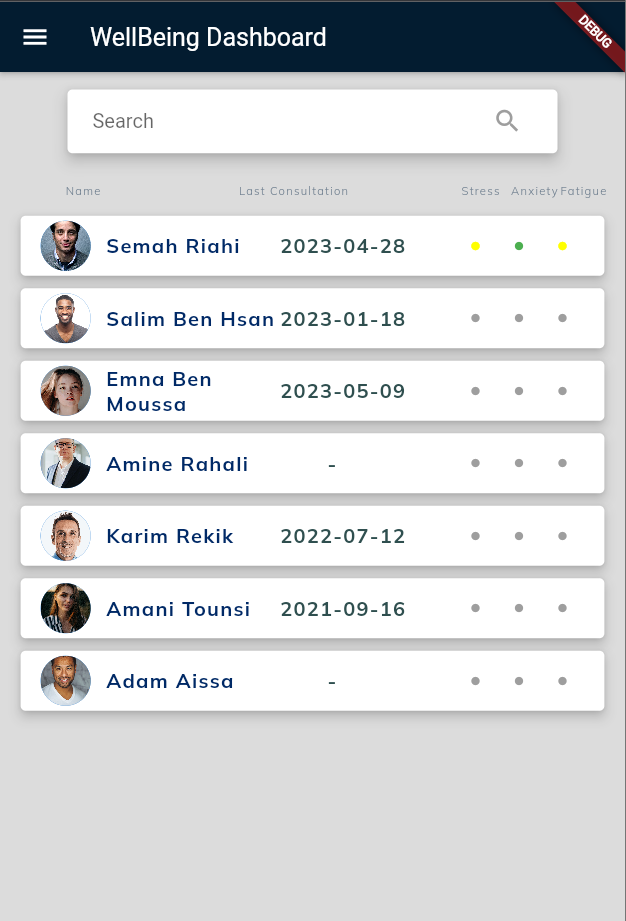 WellBeing Dashboard
DEBUG
Search
Name Last Consultation Stress Anxiety Fatigue
Semah Riahi 2023-04-28
Salim Ben Hsan 2023-01-18
Emna Ben
Moussa 2023-05-09
Amine Rahali -
Karim Rekik 2022-07-12
Amani Tounsi 2021-09-16
Adam Aissa -